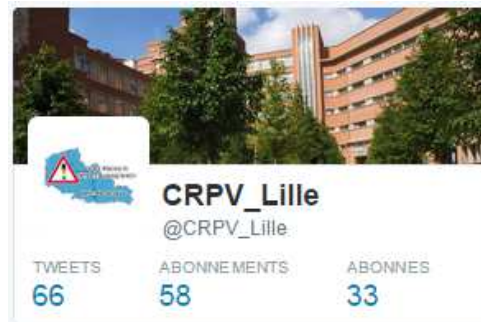 CRPV_Lille
@CRPV_Lille
TWEETS ABONNEMENTS ABONNES
66 58 33